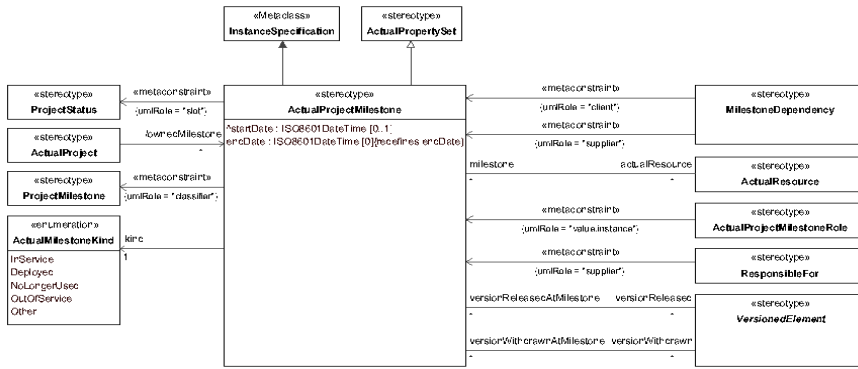 «Metaclass»
InstanceSpecification
«stereotype»
ActualPropertySet
«stereotype»
ProjectStatus
«metaconstraint»
{umlRole = "slot"}
«stereotype»
ActualProject
/ownedMilestone
*
«stereotype»
ProjectMilestone
«metaconstraint»
{umlRole = "classifier"}
«enumeration»
ActualMilestoneKind
InService
Deployed
NoLongerUsed
OutOfService
Other
kind
1
«stereotype»
ActualProjectMilestone
^startDate : ISO8601DateTime [0..1]
endDate : ISO8601DateTime [0]{redefines endDate}
«metaconstraint»
{umlRole = "client"}
«metaconstraint»
{umlRole = "supplier"}
«stereotype»
MilestoneDependency
milestone
*
actualResource
*
«stereotype»
ActualResource
«metaconstraint»
{umlRole = "value.instance"}
«stereotype»
ActualProjectMilestoneRole
«metaconstraint»
{umlRole = "supplier"}
«stereotype»
ResponsibleFor
versionReleasedAtMilestone
*
versionReleased
*
versionWithdrawnAtMilestone
*
versionWithdrawn
*
«stereotype»
VersionedElement